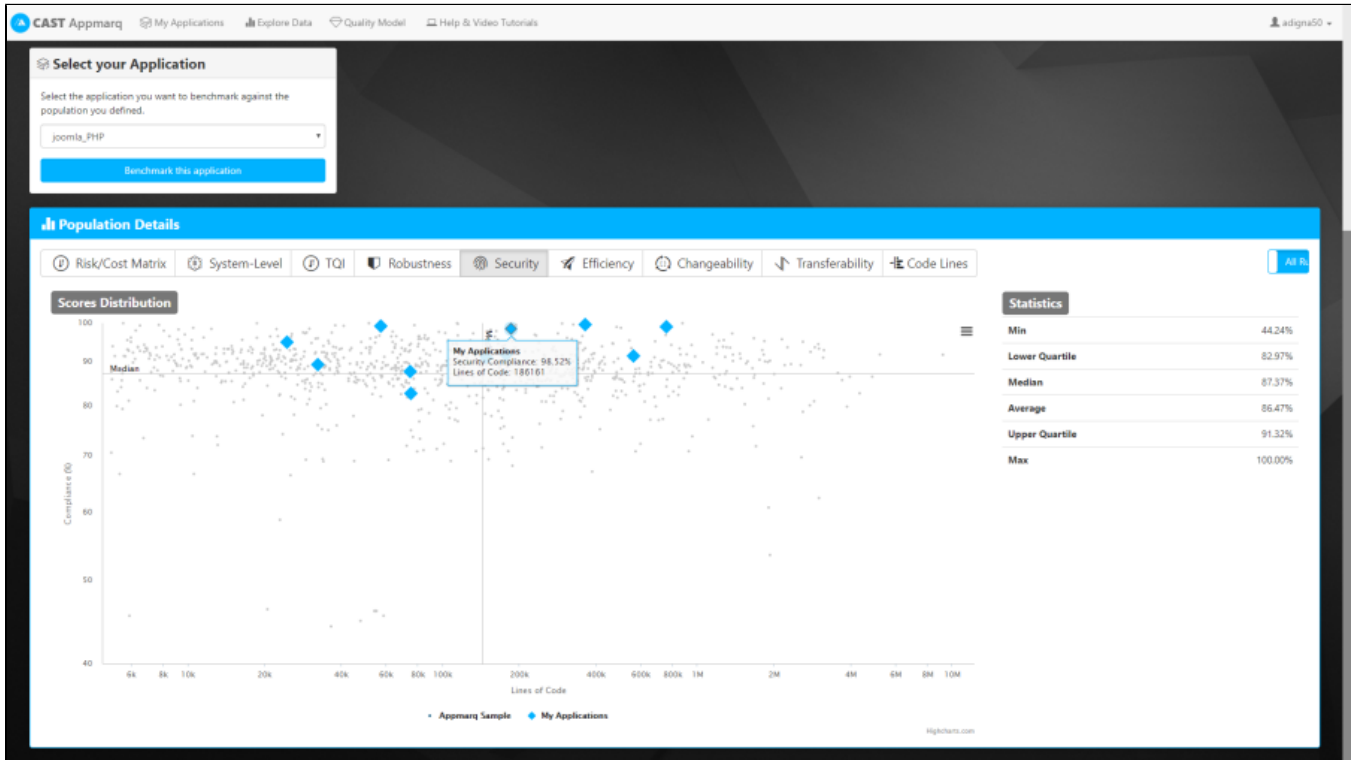 CAST Appmarq My Applications Explore Data Quality Model Help & Video Tutorials adigna50
Select your Application
Select the application you want to benchmark against the
population you defined.
joomla_PHP
Benchmark this application
Population Details
Risk/Cost Matrix System-Level TQI Robustness Security Efficiency Changeability Transferability Code Lines All
Scores Distribution
100
90
80
70
60
50
40
Compliance (%)
Median
My Applications
Security Compliance: 98.52%
Lines of Code: 186161
6k 8k 10k 20k 40k 60k 80k 100k 200k 400k 600k 800k 1M 2M 4M 6M 8M 10M
Lines of Code
Appmarq Sample My Applications
Highcharts.com
Statistics
Min 44.24%
Lower Quartile 82.97%
Median 87.37%
Average 86.47%
Upper Quartile 91.32%
Max 100.00%